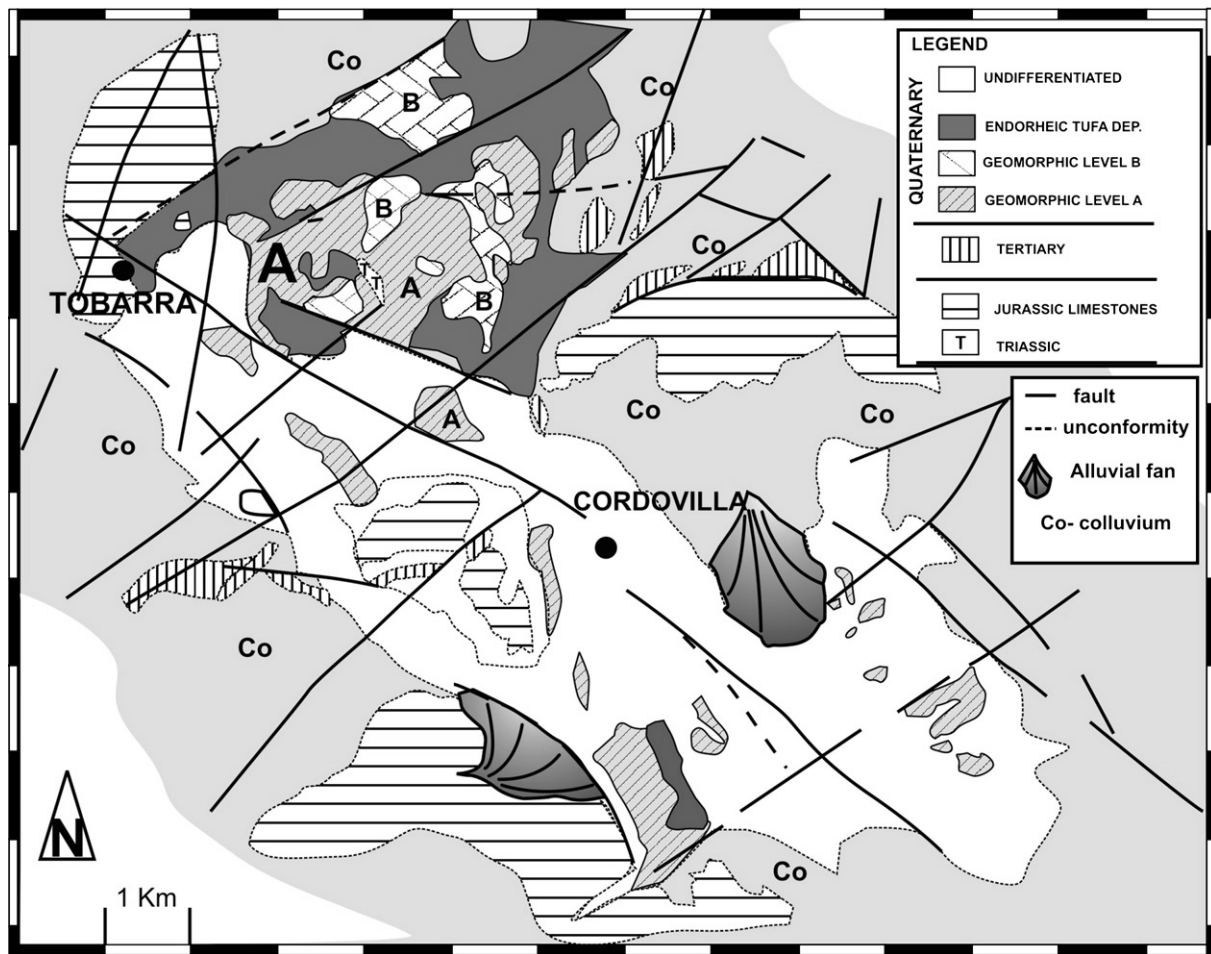 Co
LEGEND
QUATERNARY
UNDIFFERENTIATED
ENDORHEIC TUFA DEP.
GEOMORPHIC LEVEL B
GEOMORPHIC LEVEL A
TERTIARY
JURASSIC LIMESTONES
T
TRIASSIC
B
Co
B
A
T
A
B
Co
TOBARRA
fault
unconformity
Alluvial fan
Co- colluvium
A
Co
Co
Co
CORDOVILLA
Co
N
Co
1 Km